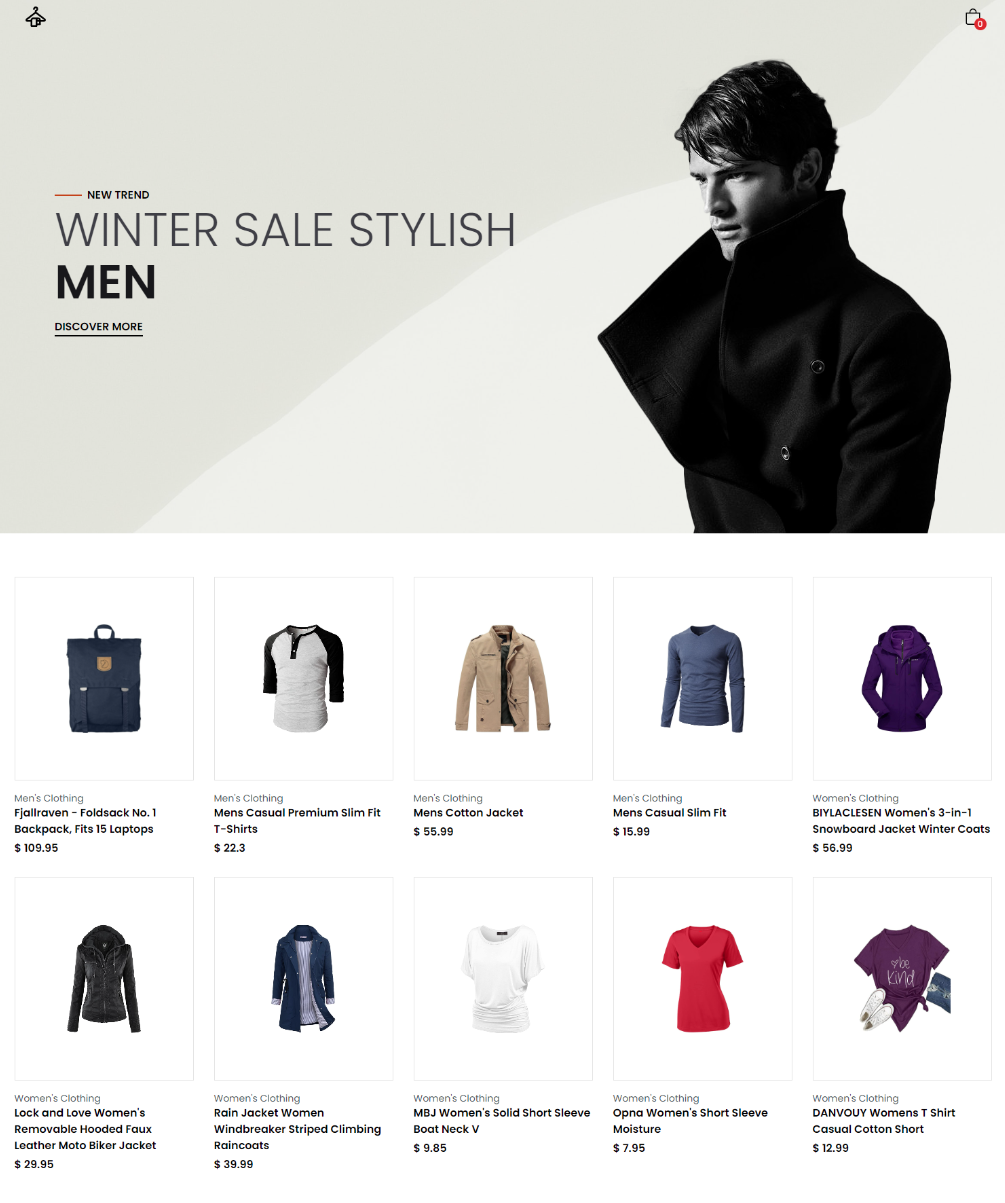 0
NEW TREND
WINTER SALE STYLISH
MEN
DISCOVER MORE
Men's Clothing
Fjallraven - Foldsack No. 1
Backpack, Fits 15 Laptops
$ 109.95
Men's Clothing
Mens Casual Premium Slim Fit
T-Shirts
$ 22.3
Men's Clothing
Mens Cotton Jacket
$ 55.99
Men's Clothing
Mens Casual Slim Fit
$ 15.99
Women's Clothing
BIYLACLESEN Women's 3-in-1
Snowboard Jacket Winter Coats
$ 56.99
be
kind
Women's Clothing
Lock and Love Women's
Removable Hooded Faux
Leather Moto Biker Jacket
$ 29.95
Women's Clothing
Rain Jacket Women
Windbreaker Striped Climbing
Raincoats
$ 39.99
Women's Clothing
MBJ Women's Solid Short Sleeve
Boat Neck V
$ 9.85
Women's Clothing
Opna Women's Short Sleeve
Moisture
$ 7.95
Women's Clothing
DANVOUY Womens T Shirt
Casual Cotton Short
$ 12.99